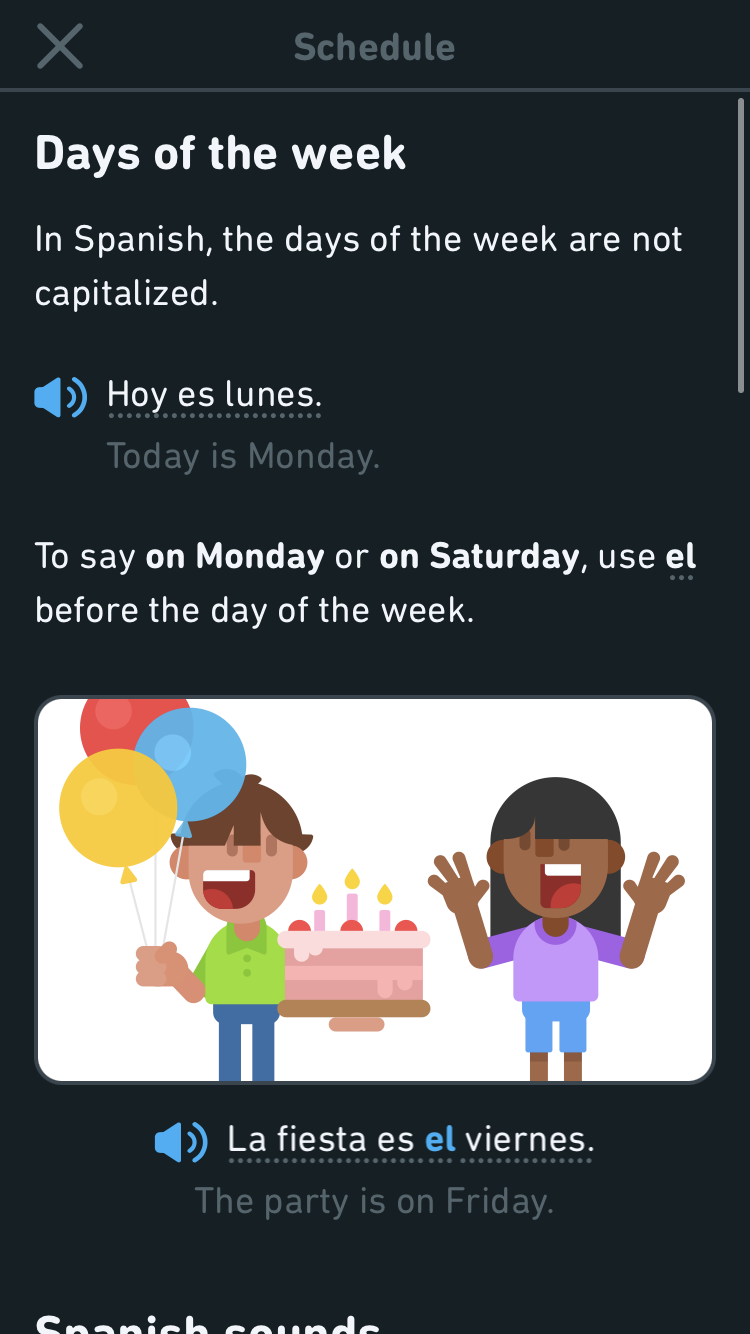 Schedule
Days of the week
In Spanish, the days of the week are not
capitalized.
Hoy es lunes.
Today is Monday.
To say on Monday or on Saturday, use el
before the day of the week.
La fiesta es el viernes.
The party is on Friday.
Spanish sounds